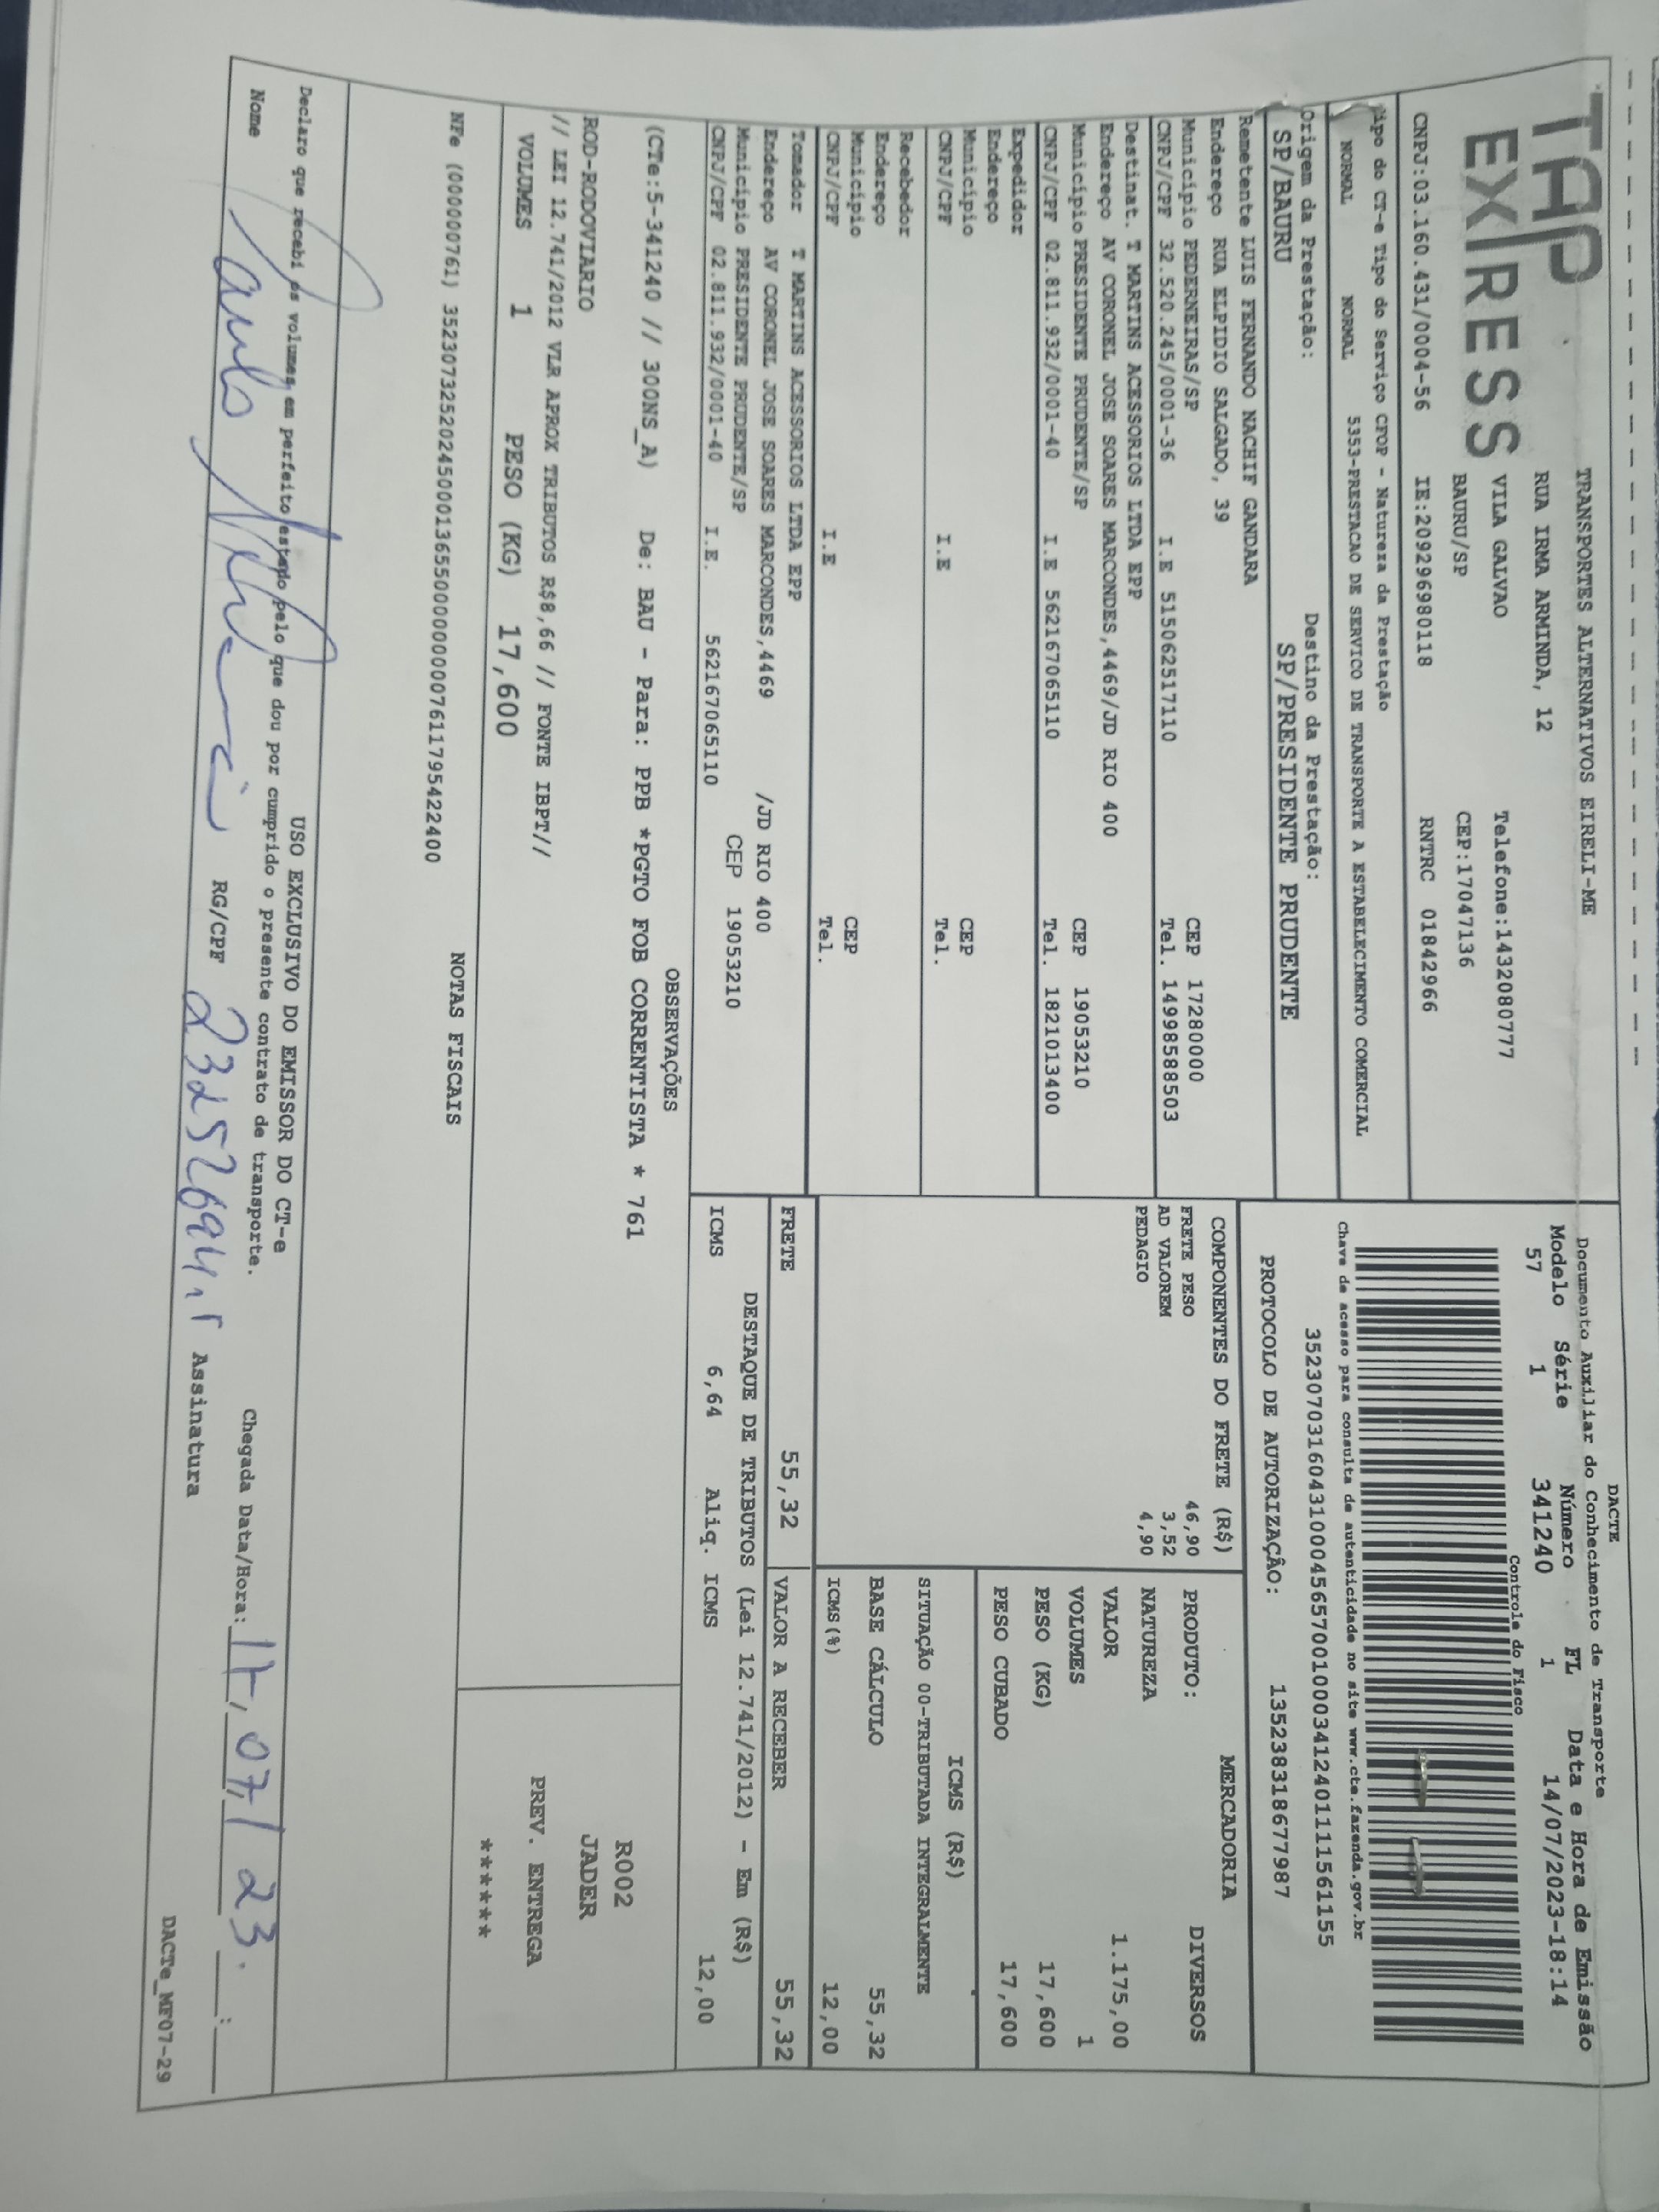 TAP
EXPRESS
TRANSPORTES ALTERNATIVOS EIRELI-ME
RUA IRMA ARMINDA, 12
VILA GALVAO Telefone:1432080777
BAURU/SP CEP:17047136
CNPJ:03.160.431/0004-56 IE:209296980118 RNTRC 01842966
DACTE
Documento Auxiliar do Conhecimento de Transporte
Modelo Série Número FL Data e Hora de Emissão
57 1 341240 1 14/07/2023-18:14
Controle do Fisco
Chave de acesso para consulta de autenticidade no site www.cte.fazenda.gov.br
35230703160431000456570010003412401111561155
PROTOCOLO DE AUTORIZAÇÃO: 135238318677987
Tipo do CT-e Tipo do Serviço CFOP - Natureza da Prestação
NORMAL NORMAL 5353-PRESTACAO DE SERVICO DE TRANSPORTE A ESTABELECIMENTO COMERCIAL
Origem da Prestação: Destino da Prestação:
SP/BAURU SP/PRESIDENTE PRUDENTE
Remetente LUIS FERNANDO NACHIF GANDARA
Endereço RUA ELPIDIO SALGADO, 39
Município PEDERNEIRAS/SP CEP 17280000
CNPJ/CPF 32.520.245/0001-36 I.E 515062517110 Tel. 14998588503
Destinat. T MARTINS ACESSORIOS LTDA EPP
Endereço AV CORONEL JOSE SOARES MARCONDES,4469/JD RIO 400
Município PRESIDENTE PRUDENTE/SP CEP 19053210
CNPJ/CPF 02.811.932/0001-40 I.E 562167065110 Tel. 1821013400
Expedidor
Endereço
Município CEP
CNPJ/CPF I.E Tel.
Recebedor
Endereço
Município CEP
CNPJ/CPF I.E Tel.
Tomador T MARTINS ACESSORIOS LTDA EPP
Endereço AV CORONEL JOSE SOARES MARCONDES,4469 /JD RIO 400
Município PRESIDENTE PRUDENTE/SP CEP 19053210
CNPJ/CPF 02.811.932/0001-40 I.E. 562167065110
COMPONENTES DO FRETE (R$)
FRETE PESO 46,90
AD VALOREM 3,52
PEDAGIO 4,90
MERCADORIA
PRODUTO: DIVERSOS
NATUREZA
VALOR 1.175,00
VOLUMES 1
PESO (KG) 17,600
PESO CUBADO 17,600
ICMS (R$)
SITUAÇÃO 00-TRIBUTADA INTEGRALMENTE
BASE CÁLCULO 55,32
ICMS(%) 12,00
FRETE 55,32 VALOR A RECEBER 55,32
DESTAQUE DE TRIBUTOS (Lei 12.741/2012) - Em (R$)
ICMS 6,64 Aliq. ICMS 12,00
OBSERVAÇÕES
(CTe:5-341240 // 300NS_A) De: BAU - Para: PPB *PGTO FOB CORRENTISTA * 761
ROD-RODOVIARIO
// LEI 12.741/2012 VLR APROX TRIBUTOS R$8,66 // FONTE IBPT//
VOLUMES 1 PESO (KG) 17,600
R002
JADER
PREV. ENTREGA
******
NOTAS FISCAIS
NFe (000000761) 35230732520245000136550000000007611795422400
USO EXCLUSIVO DO EMISSOR DO CT-e
Declaro que recebi os volumes em perfeito estado pelo que dou por cumprido o presente contrato de transporte.
Chegada Data/Hora: 17/07/23. :
Nome Paulo RG/CPF Assinatura
DACTe_MF07-29